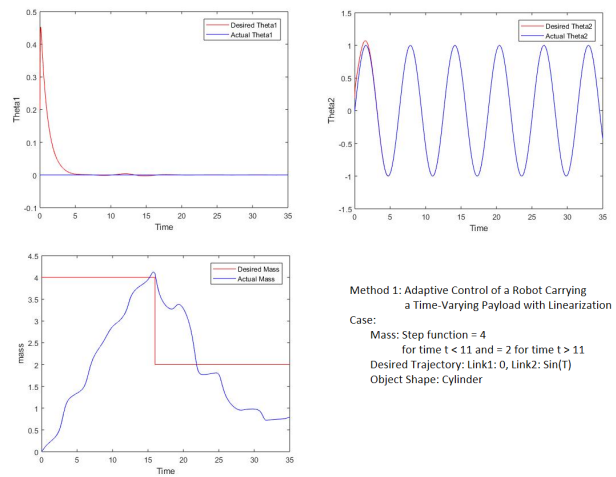 Desired Theta1
Actual Theta1
0.5
0.4
0.3
0.2
0.1
0
-0.1
Theta1
0 5 10 15 20 25 30 35
Time
Desired Theta2
Actual Theta2
1.5
1
0.5
0
-0.5
-1
-1.5
Theta2
0 5 10 15 20 25 30 35
Time
Desired Mass
Actual Mass
4.5
4
3.5
3
2.5
2
1.5
1
0.5
0
mass
0 5 10 15 20 25 30 35
Time
Method 1: Adaptive Control of a Robot Carrying
a Time-Varying Payload with Linearization
Case:
Mass: Step function = 4
for time t < 11 and = 2 for time t > 11
Desired Trajectory: Link1: 0, Link2: Sin(T)
Object Shape: Cylinder